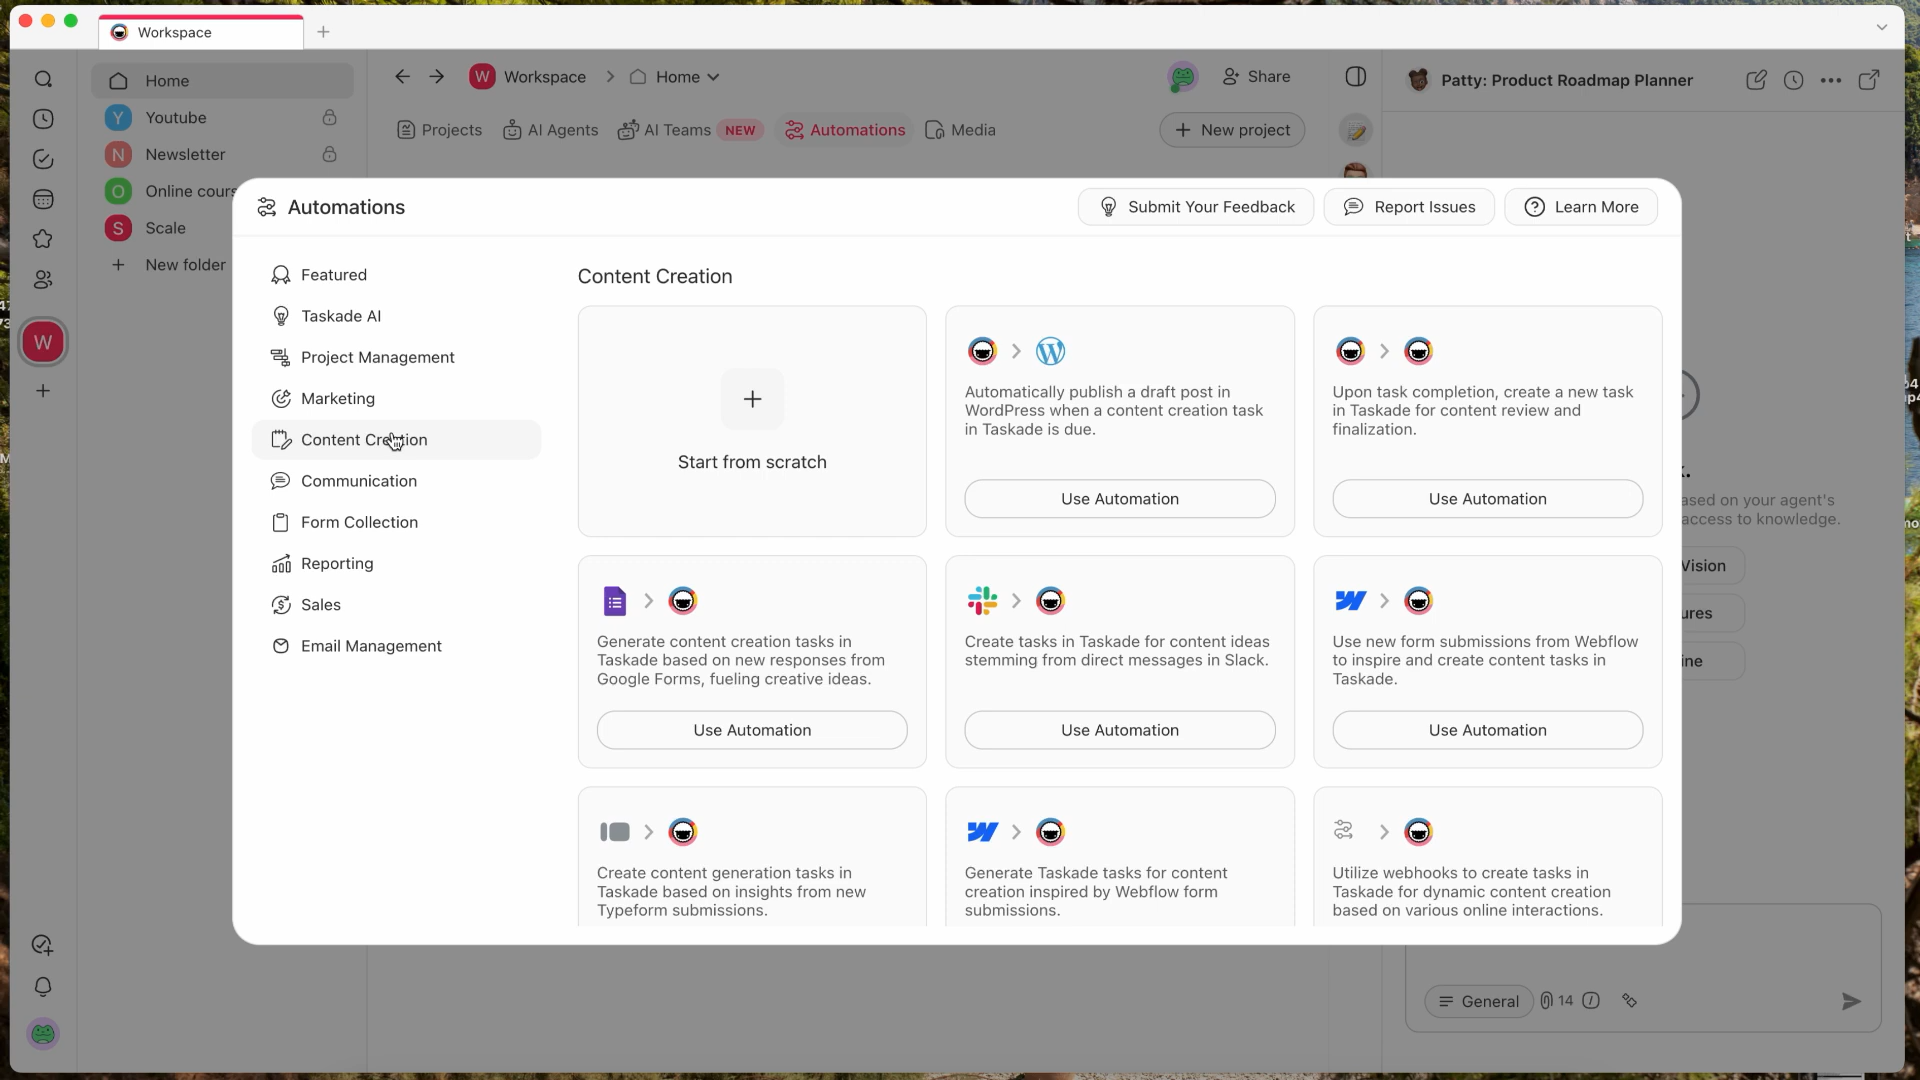 Workspace
Home
Youtube
Newsletter
Online cours
Scale
New folder
W
Y
N
O
S
W Workspace
Home
Share
Projects
AI Agents
AI Teams NEW
Automations
Media
New project
Patty: Product Roadmap Planner
Automations
Submit Your Feedback
Report Issues
Learn More
Featured
Taskade AI
Project Management
Marketing
Content Creation
Communication
Form Collection
Reporting
Sales
Email Management
Content Creation
Start from scratch
Automatically publish a draft post in
WordPress when a content creation task
in Taskade is due.
Use Automation
Upon task completion, create a new task
in Taskade for content review and
finalization.
Use Automation
Generate content creation tasks in
Taskade based on new responses from
Google Forms, fueling creative ideas.
Use Automation
Create tasks in Taskade for content ideas
stemming from direct messages in Slack.
Use Automation
Use new form submissions from Webflow
to inspire and create content tasks in
Taskade.
Use Automation
Create content generation tasks in
Taskade based on insights from new
Typeform submissions.
Generate Taskade tasks for content
creation inspired by Webflow form
submissions.
Utilize webhooks to create tasks in
Taskade for dynamic content creation
based on various online interactions.
ased on your agent's
access to knowledge.
Vision
ures
ine
General
14